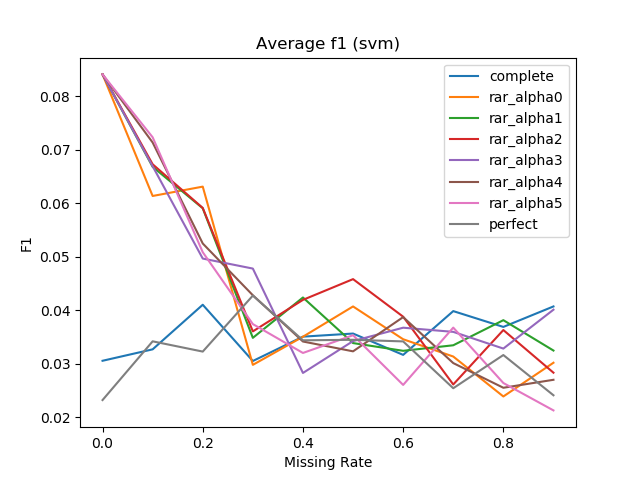 Average f1 (svm)
complete
rar_alpha0
rar_alpha1
rar_alpha2
rar_alpha3
rar_alpha4
rar_alpha5
perfect
0.08
0.07
0.06
0.05
0.04
0.03
0.02
F1
0.0 0.2 0.4 0.6 0.8
Missing Rate